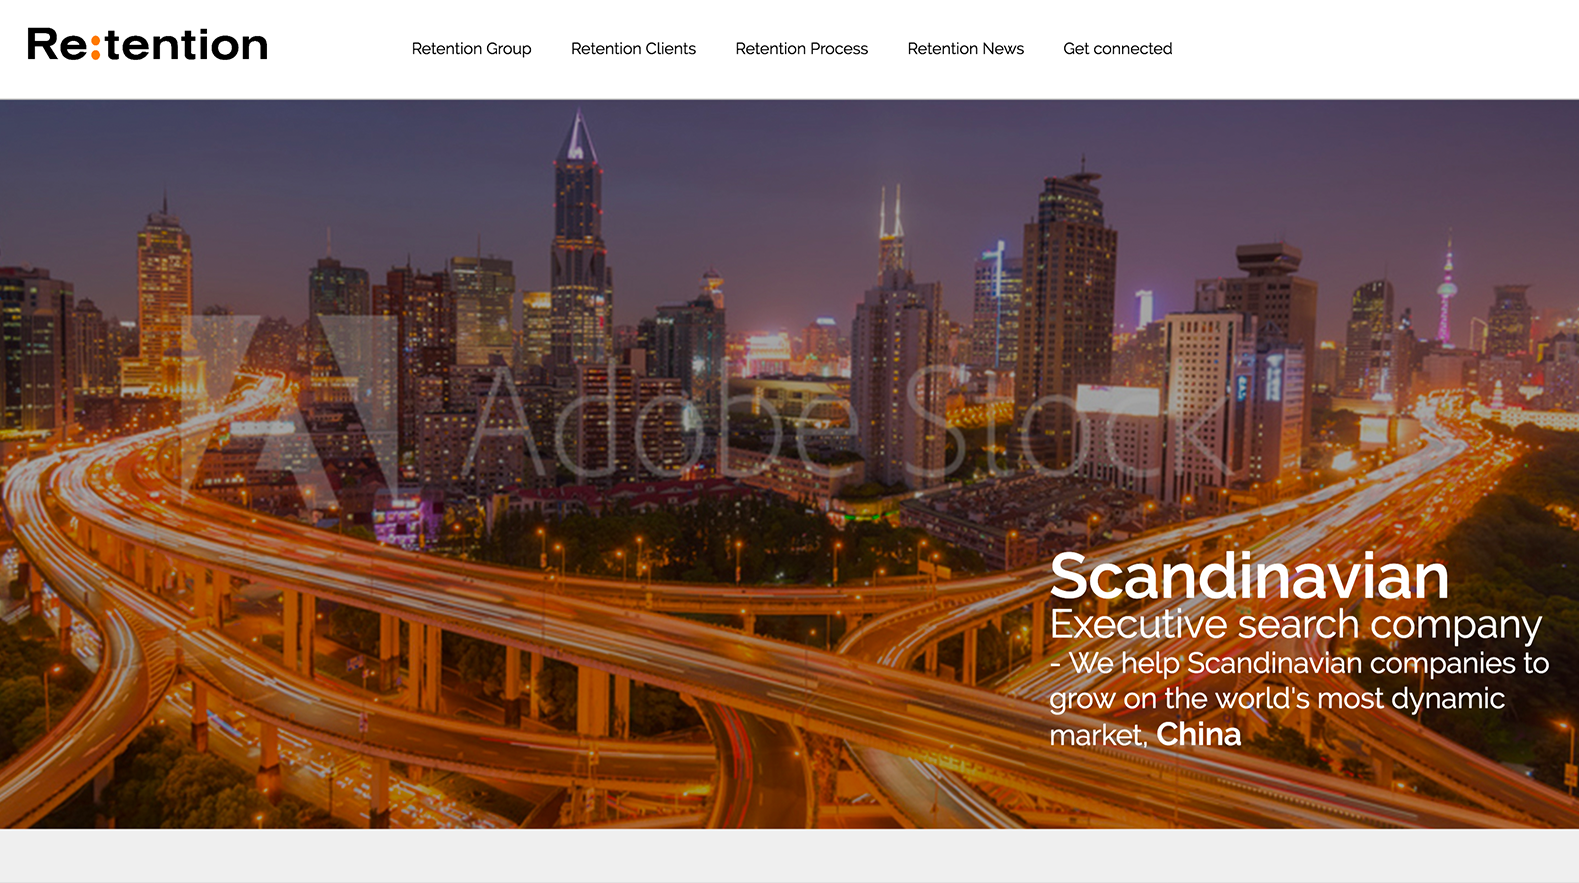 Re:tention
Retention Group
Retention Clients
Retention Process
Retention News
Get connected
Adobe Stock
Scandinavian
Executive search company
- We help Scandinavian companies to
grow on the world's most dynamic
market, China